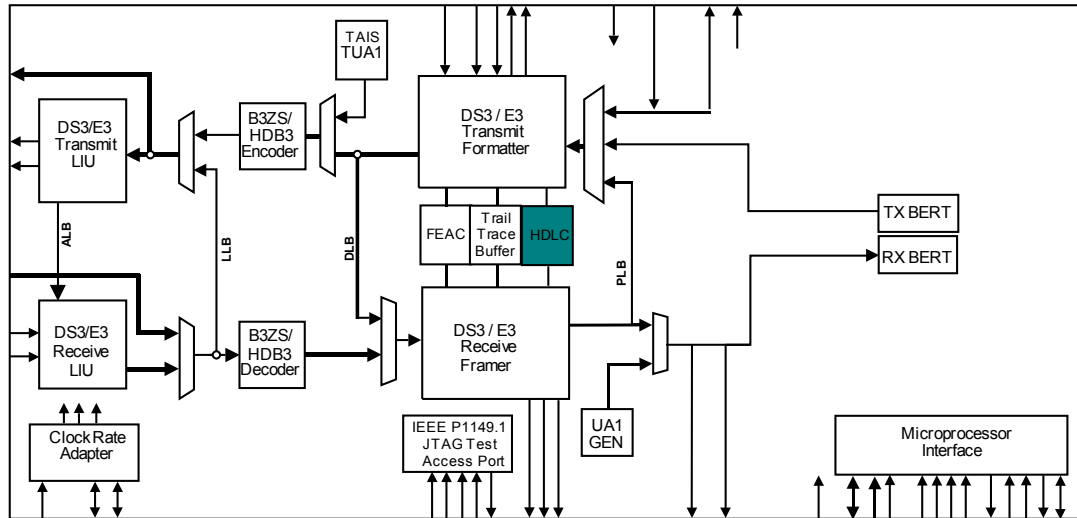 TAIS
TUA1
DS3/E3
Transmit
LIU
B3ZS/
HDB3
Encoder
DS3 / E3
Transmit
Formatter
FEAC
Trail
Trace
Buffer
HDLC
TX BERT
RX BERT
ALB
LLB
DLB
PLB
DS3/E3
Receive
LIU
B3ZS/
HDB3
Decoder
DS3 / E3
Receive
Framer
UA1
GEN
Clock Rate
Adapter
IEEE P1149.1
JTAG Test
Access Port
Microprocessor
Interface